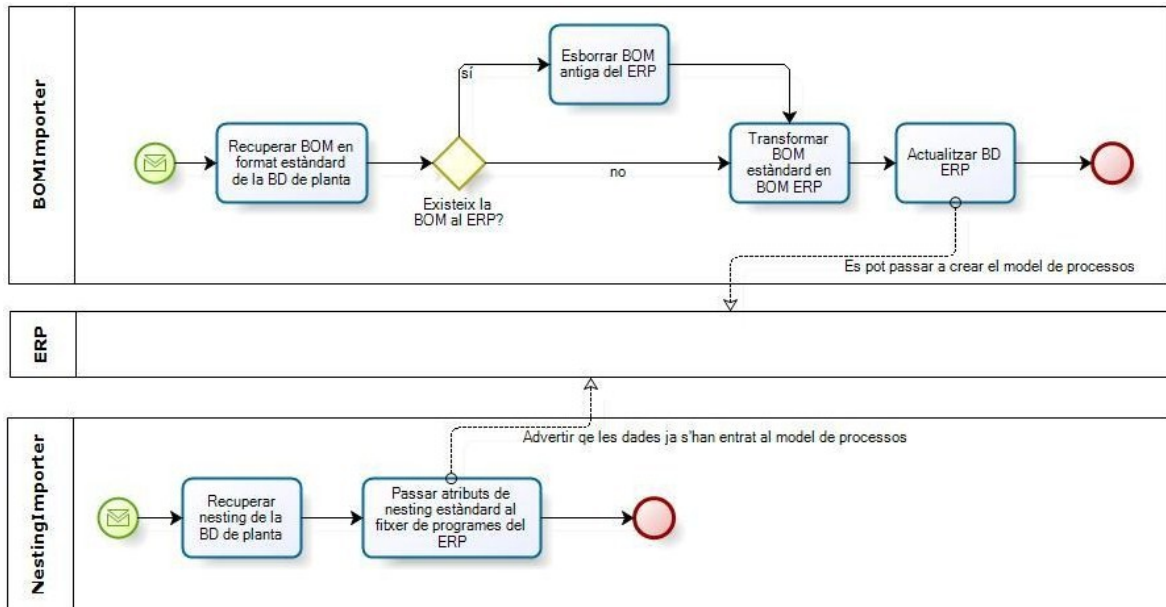 BOMImporter
Recuperar BOM en
format estàndard
de la BD de planta
Existeix la
BOM al ERP?
sí
Esborrar BOM
antiga del ERP
no
Transformar
BOM
estàndard en
BOM ERP
Actualitzar BD
ERP
Es pot passar a crear el model de processos
ERP
NestingImporter
Advertir qe les dades ja s'han entrat al model de processos
Recuperar
nesting de la
BD de planta
Passar atributs de
nesting estàndard al
fitxer de programes del
ERP